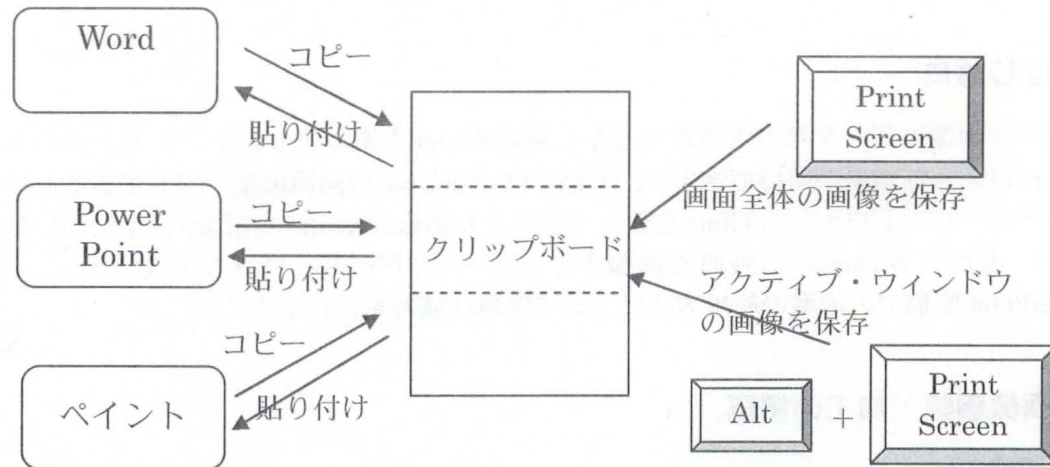 Word
コピー
貼り付け
Power
Point
コピー
貼り付け
ペイント
コピー
貼り付け
クリップボード
Print
Screen
画面全体の画像を保存
アクティブ・ウィンドウ
の画像を保存
Alt
+
Print
Screen